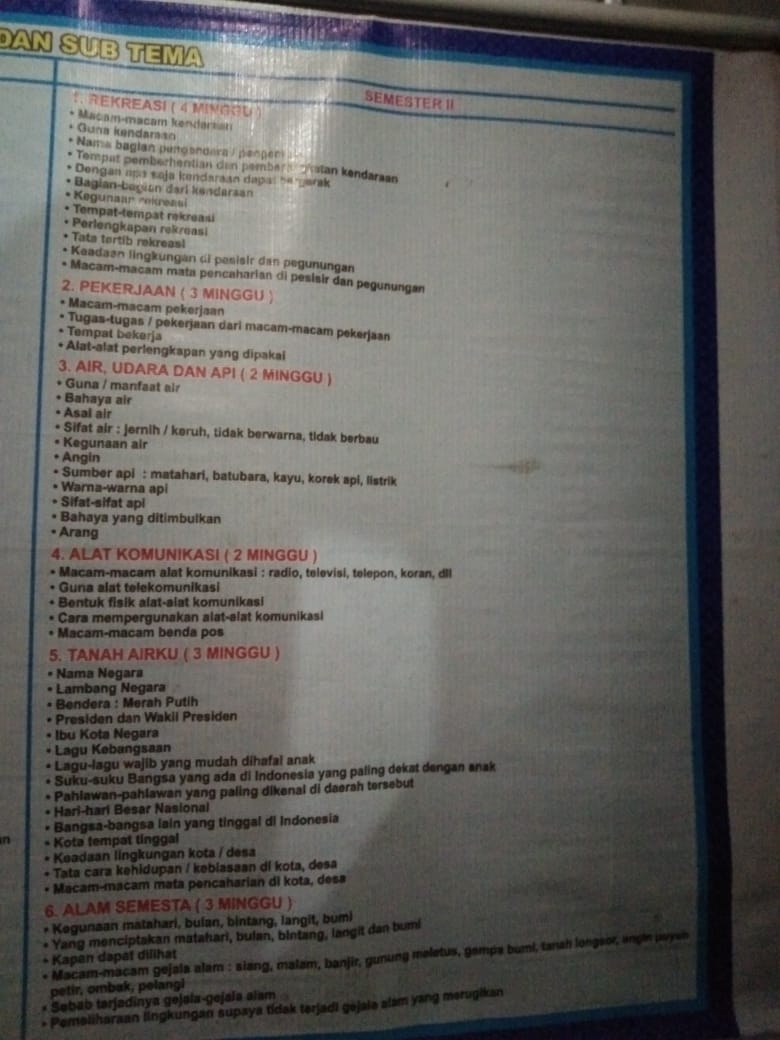 DAN SUB TEMA
SEMESTER II
1. REKREASI ( 4 MINGGU )
• Macam-macam kendaraan
• Guna kendaraan
• Nama bagian pengendara /
• Tempat pemberhentian dan pemberangkatan kendaraan
• Dengan apa saja kendaraan dapat bergerak
• Bagian-bagian dari kendaraan
• Kegunaan rekreasi
• Tempat-tempat rekreasi
• Perlengkapan rekreasi
• Tata tertib rekreasi
• Keadaan lingkungan di pesisir dan pegunungan
• Macam-macam mata pencaharian di pesisir dan pegunungan
2. PEKERJAAN ( 3 MINGGU )
• Macam-macam pekerjaan
• Tugas-tugas / pekerjaan dari macam-macam pekerjaan
• Tempat bekerja
• Alat-alat perlengkapan yang dipakai
3. AIR, UDARA DAN API ( 2 MINGGU )
• Guna / manfaat air
• Bahaya air
• Asal air
• Sifat air : jernih / keruh, tidak berwarna, tidak berbau
• Kegunaan air
• Angin
• Sumber api : matahari, batubara, kayu, korek api, listrik
• Warna-warna api
• Sifat-sifat api
• Bahaya yang ditimbulkan
• Arang
4. ALAT KOMUNIKASI ( 2 MINGGU )
• Macam-macam alat komunikasi : radio, televisi, telepon, koran, dll
• Guna alat telekomunikasi
• Bentuk fisik alat-alat komunikasi
• Cara mempergunakan alat-alat komunikasi
• Macam-macam benda pos
5. TANAH AIRKU ( 3 MINGGU )
• Nama Negara
• Lambang Negara
• Bendera : Merah Putih
• Presiden dan Wakil Presiden
• Ibu Kota Negara
• Lagu Kebangsaan
• Lagu-lagu wajib yang mudah dihafal anak
• Suku-suku Bangsa yang ada di Indonesia yang paling dekat dengan anak
• Pahlawan-pahlawan yang paling dikenal di daerah tersebut
• Hari-hari Besar Nasional
• Bangsa-bangsa lain yang tinggal di Indonesia
• Kota tempat tinggal
• Keadaan lingkungan kota / desa
• Tata cara kehidupan / kebiasaan di kota, desa
• Macam-macam mata pencaharian di kota, desa
6. ALAM SEMESTA ( 3 MINGGU )
• Kegunaan matahari, bulan, bintang, langit, bumi
• Yang menciptakan matahari, bulan, bintang, langit dan bumi
• Kapan dapat dilihat
• Macam-macam gejala alam : siang, malam, banjir, gunung meletus, gempa bumi, tanah longsor, angin puyuh
petir, ombak, pelangi
• Sebab terjadinya gejala-gejala alam
• Pemeliharaan lingkungan supaya tidak terjadi gejala alam yang merugikan